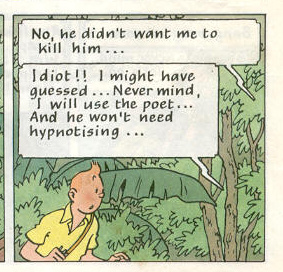 No, he didn't want me to
kill him...
Idiot!! I might have
guessed...Never mind,
I will use the poet...
And he won't need
hypnotising...